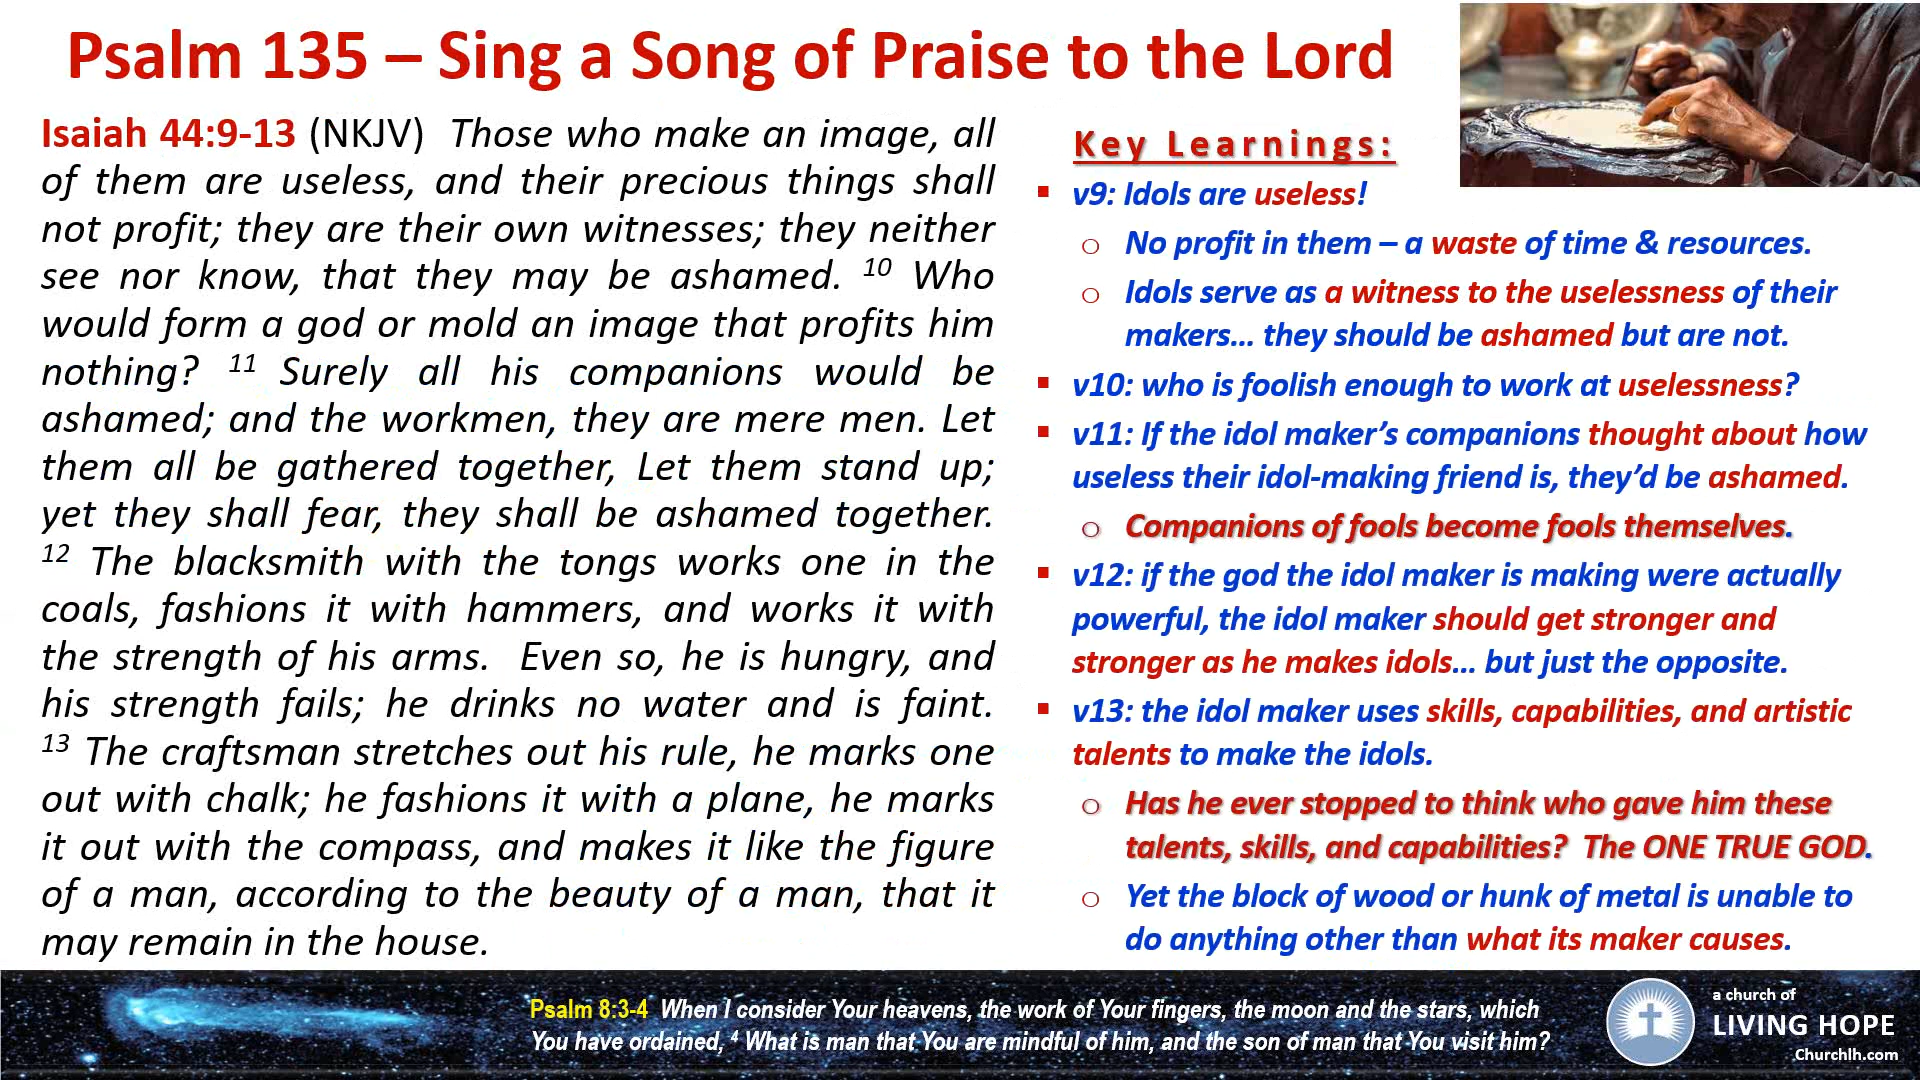 Psalm 135 – Sing a Song of Praise to the Lord
Isaiah 44:9-13 (NKJV) Those who make an image, all
of them are useless, and their precious things shall
not profit; they are their own witnesses; they neither
see nor know, that they may be ashamed. 10 Who
would form a god or mold an image that profits him
nothing? 11 Surely all his companions would be
ashamed; and the workmen, they are mere men. Let
them all be gathered together, Let them stand up;
yet they shall fear, they shall be ashamed together.
12 The blacksmith with the tongs works one in the
coals, fashions it with hammers, and works it with
the strength of his arms. Even so, he is hungry, and
his strength fails; he drinks no water and is faint.
13 The craftsman stretches out his rule, he marks one
out with chalk; he fashions it with a plane, he marks
it out with the compass, and makes it like the figure
of a man, according to the beauty of a man, that it
may remain in the house.
Key Learnings:
▪ v9: Idols are useless!
o No profit in them – a waste of time & resources.
o Idols serve as a witness to the uselessness of their
makers... they should be ashamed but are not.
▪ v10: who is foolish enough to work at uselessness?
▪ v11: If the idol maker's companions thought about how
useless their idol-making friend is, they'd be ashamed.
o Companions of fools become fools themselves.
▪ v12: if the god the idol maker is making were actually
powerful, the idol maker should get stronger and
stronger as he makes idols... but just the opposite.
▪ v13: the idol maker uses skills, capabilities, and artistic
talents to make the idols.
o Has he ever stopped to think who gave him these
talents, skills, and capabilities? The ONE TRUE GOD.
o Yet the block of wood or hunk of metal is unable to
do anything other than what its maker causes.
Psalm 8:3-4 When I consider Your heavens, the work of Your fingers, the moon and the stars, which
You have ordained, 4 What is man that You are mindful of him, and the son of man that You visit him?
a church of
LIVING HOPE
Churchlh.com